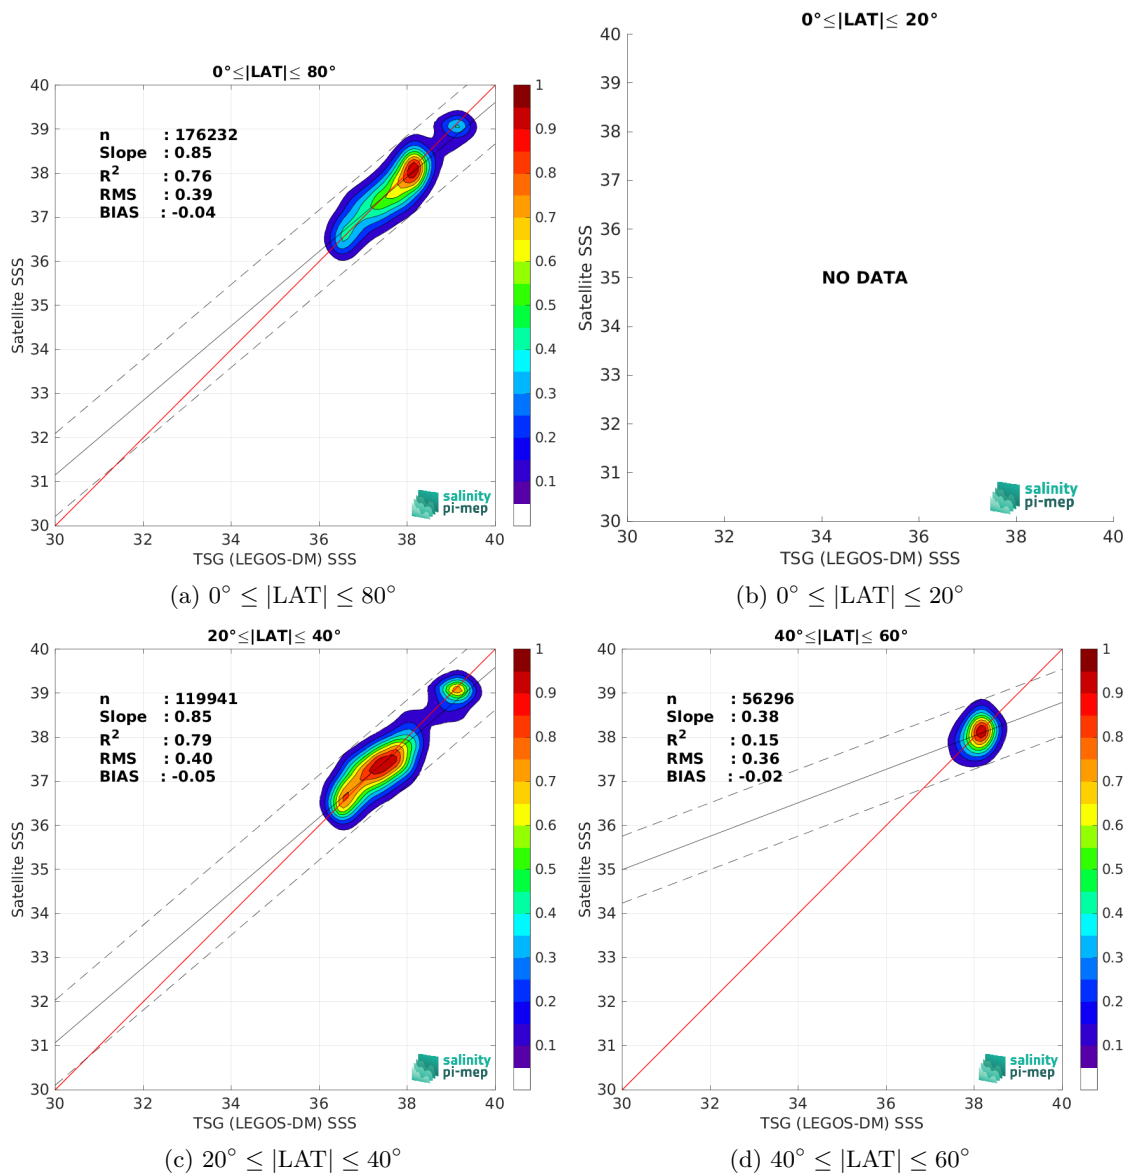 0°≤|LAT|≤ 80°
40
39
38
37
36
35
34
33
32
31
30
Satellite SSS
n : 176232
Slope : 0.85
R² : 0.76
RMS : 0.39
BIAS : -0.04
salinity
pi-mep
30 32 34 36 38 40
TSG (LEGOS-DM) SSS
1
0.9
0.8
0.7
0.6
0.5
0.4
0.3
0.2
0.1
(a) 0° ≤ |LAT| ≤ 80°
0°≤|LAT|≤ 20°
40
39
38
37
36
35
34
33
32
31
30
Satellite SSS
NO DATA
salinity
pi-mep
30 32 34 36 38 40
TSG (LEGOS-DM) SSS
(b) 0° ≤ |LAT| ≤ 20°
20°≤|LAT|≤ 40°
40
39
38
37
36
35
34
33
32
31
30
Satellite SSS
n : 119941
Slope : 0.85
R² : 0.79
RMS : 0.40
BIAS : -0.05
salinity
pi-mep
30 32 34 36 38 40
TSG (LEGOS-DM) SSS
1
0.9
0.8
0.7
0.6
0.5
0.4
0.3
0.2
0.1
(c) 20° ≤ |LAT| ≤ 40°
40°≤|LAT|≤ 60°
40
39
38
37
36
35
34
33
32
31
30
Satellite SSS
n : 56296
Slope : 0.38
R² : 0.15
RMS : 0.36
BIAS : -0.02
salinity
pi-mep
30 32 34 36 38 40
TSG (LEGOS-DM) SSS
1
0.9
0.8
0.7
0.6
0.5
0.4
0.3
0.2
0.1
(d) 40° ≤ |LAT| ≤ 60°